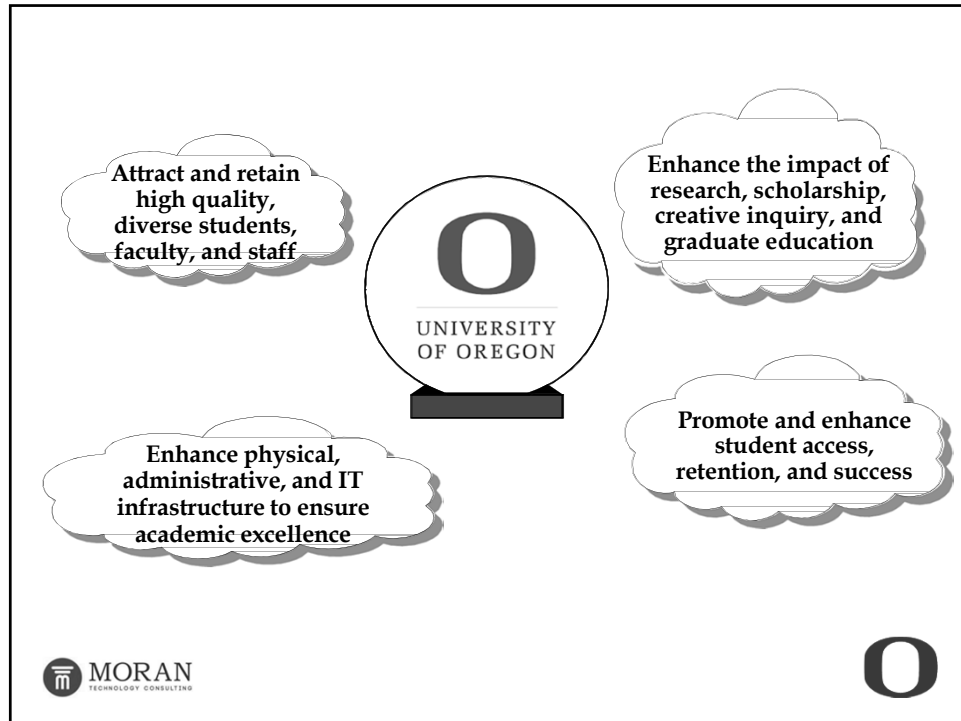 Attract and retain
high quality,
diverse students,
faculty, and staff
Enhance the impact of
research, scholarship,
creative inquiry, and
graduate education
O
UNIVERSITY
OF OREGON
Enhance physical,
administrative, and IT
infrastructure to ensure
academic excellence
Promote and enhance
student access,
retention, and success
MORAN
TECHNOLOGY CONSULTING
O